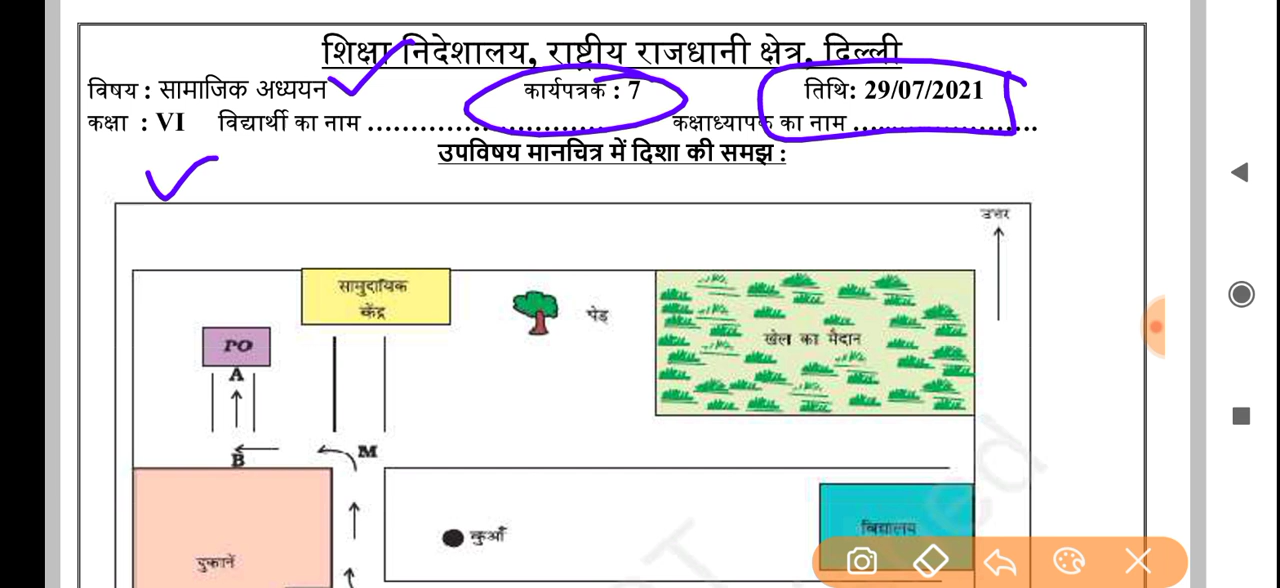 शिक्षा निदेशालय, राष्ट्रीय राजधानी क्षेत्र, दिल्ली
विषय : सामाजिक अध्ययन कार्यपत्रक : 7 तिथि: 29/07/2021
कक्षा : VI विद्यार्थी का नाम ............................ कक्षाध्यापक का नाम ......................
उपविषय मानचित्र में दिशा की समझ :
उत्तर
सामुदायिक
केंद्र
पेड़
खेल का मैदान
PO
A
B
M
कुआँ
विद्यालय
दुकानें